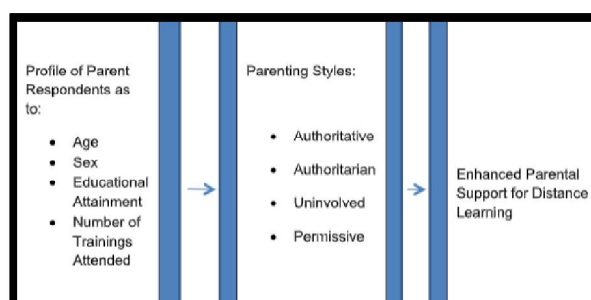 Profile of Parent
Respondents as
to:
• Age
• Sex
• Educational
Attainment
• Number of
Trainings
Attended
Parenting Styles:
• Authoritative
• Authoritarian
• Uninvolved
• Permissive
Enhanced Parental
Support for Distance
Learning